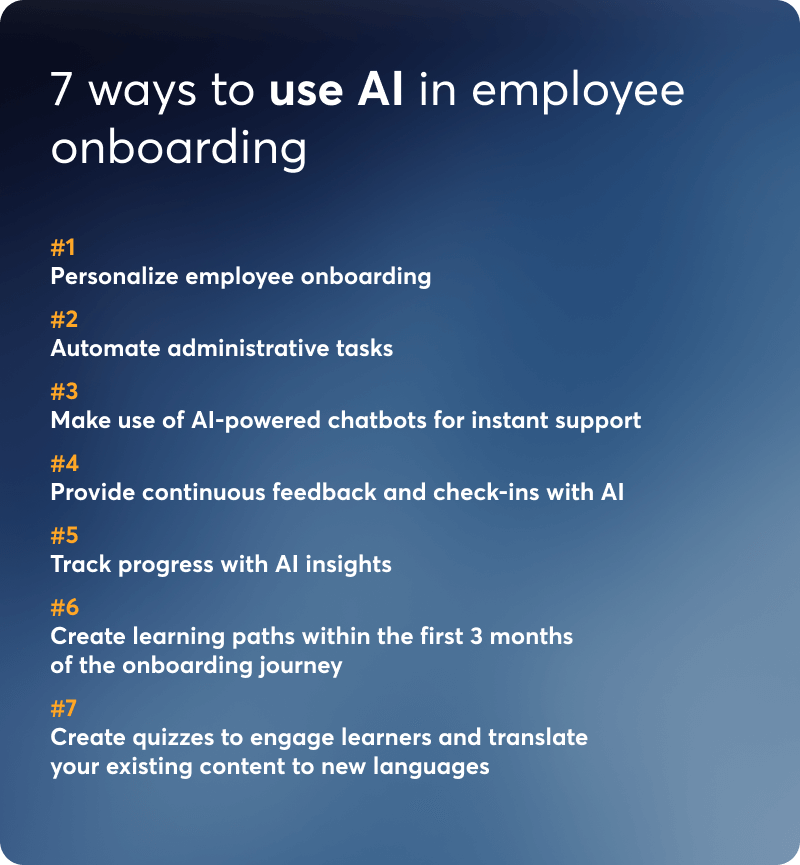 7 ways to use AI in employee
onboarding
#1
Personalize employee onboarding
#2
Automate administrative tasks
#3
Make use of AI-powered chatbots for instant support
#4
Provide continuous feedback and check-ins with AI
#5
Track progress with AI insights
#6
Create learning paths within the first 3 months
of the onboarding journey
#7
Create quizzes to engage learners and translate
your existing content to new languages